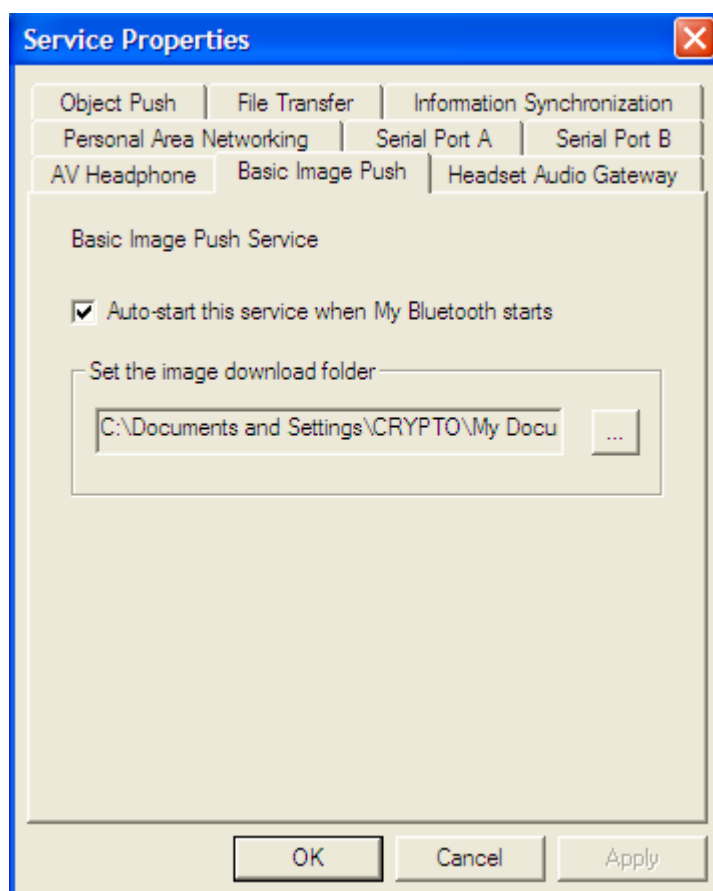 Service Properties
Object Push File Transfer Information Synchronization
Personal Area Networking Serial Port A Serial Port B
AV Headphone Basic Image Push Headset Audio Gateway
Basic Image Push Service
Auto-start this service when My Bluetooth starts
Set the image download folder
C:\Documents and Settings\CRYPTO\My Docu ...
OK Cancel Apply